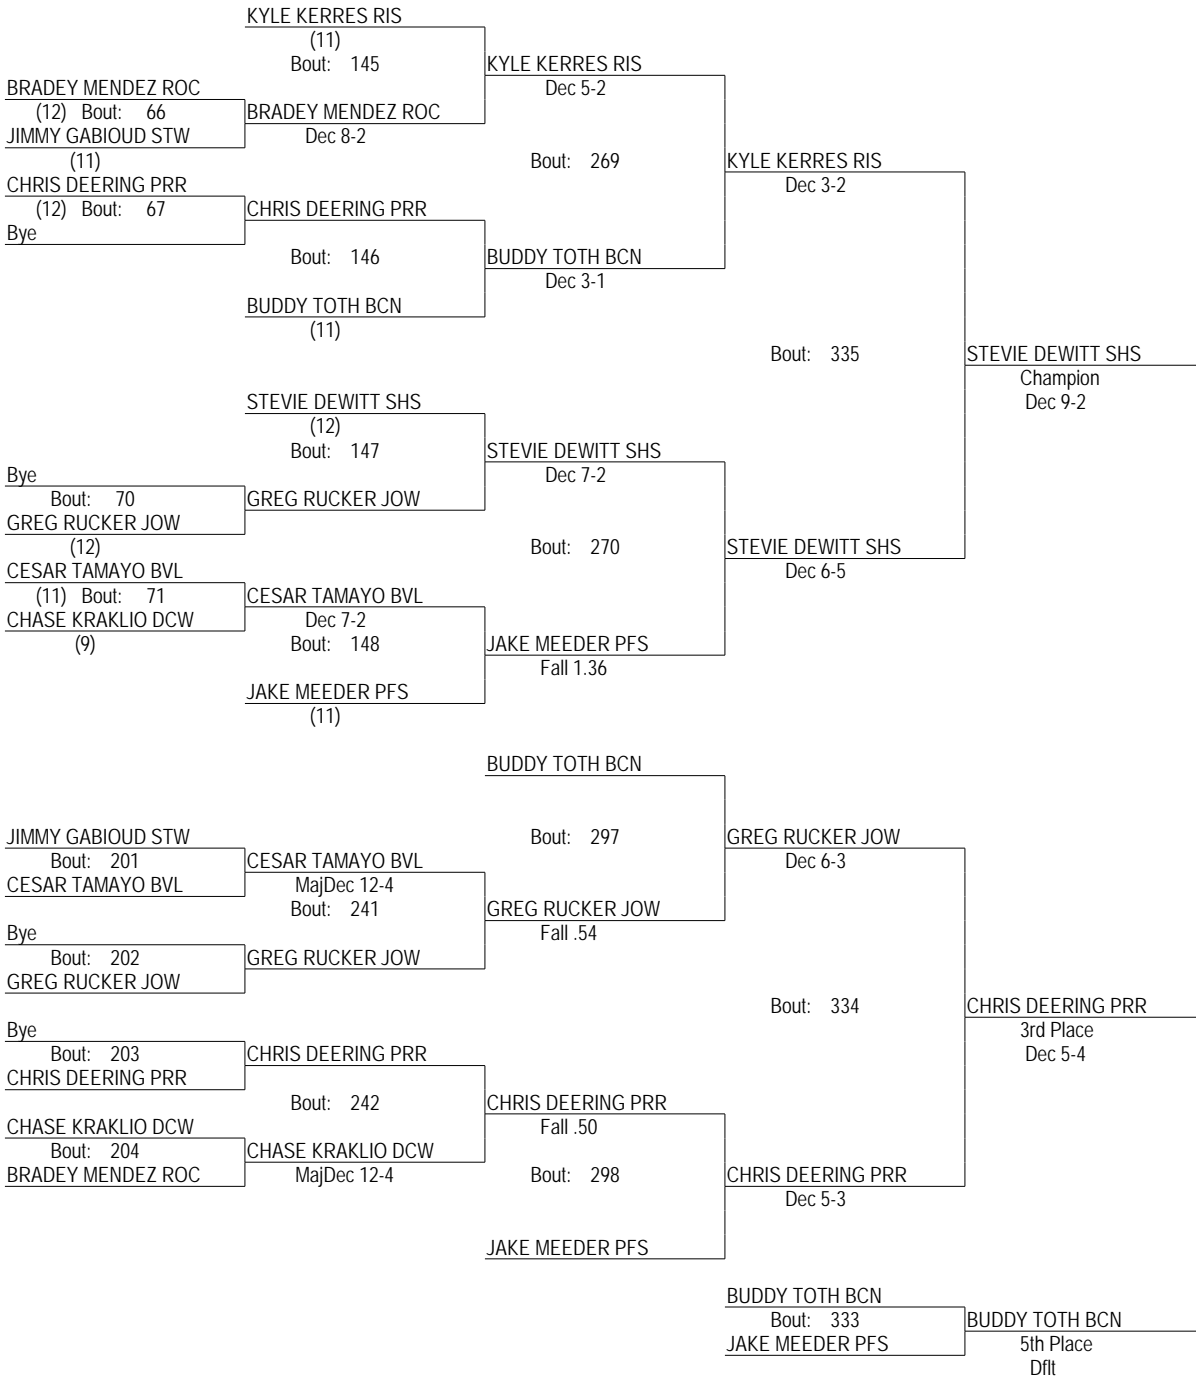 KYLE KERRES RIS
(11)
Bout: 145
KYLE KERRES RIS
Dec 5-2
BRADEY MENDEZ ROC
(12) Bout: 66
BRADEY MENDEZ ROC
Dec 8-2
JIMMY GABIOUD STW
(11)
Bout: 269
KYLE KERRES RIS
Dec 3-2
CHRIS DEERING PRR
(12) Bout: 67
CHRIS DEERING PRR
Bye
Bout: 146
BUDDY TOTH BCN
Dec 3-1
BUDDY TOTH BCN
(11)
Bout: 335
STEVIE DEWITT SHS
Champion
Dec 9-2
STEVIE DEWITT SHS
(12)
Bout: 147
STEVIE DEWITT SHS
Dec 7-2
Bye
Bout: 70
GREG RUCKER JOW
GREG RUCKER JOW
(12)
Bout: 270
STEVIE DEWITT SHS
Dec 6-5
CESAR TAMAYO BVL
(11) Bout: 71
CESAR TAMAYO BVL
Dec 7-2
CHASE KRAKLIO DCW
(9)
Bout: 148
JAKE MEEDER PFS
Fall 1.36
JAKE MEEDER PFS
(11)
BUDDY TOTH BCN
Bout: 297
GREG RUCKER JOW
Dec 6-3
JIMMY GABIOUD STW
Bout: 201
CESAR TAMAYO BVL
MajDec 12-4
CESAR TAMAYO BVL
Bout: 241
GREG RUCKER JOW
Fall .54
Bye
Bout: 202
GREG RUCKER JOW
GREG RUCKER JOW
Bout: 334
CHRIS DEERING PRR
3rd Place
Dec 5-4
Bye
Bout: 203
CHRIS DEERING PRR
CHRIS DEERING PRR
Bout: 242
CHRIS DEERING PRR
Fall .50
CHASE KRAKLIO DCW
Bout: 204
CHASE KRAKLIO DCW
MajDec 12-4
BRADEY MENDEZ ROC
Bout: 298
CHRIS DEERING PRR
Dec 5-3
JAKE MEEDER PFS
BUDDY TOTH BCN
Bout: 333
BUDDY TOTH BCN
JAKE MEEDER PFS
5th Place
Dflt